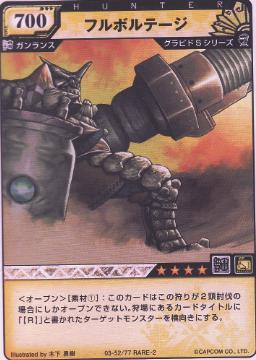 HUNTER
700
フルボルテージ
ガンランス
グラビドSシリーズ
★★★★
<オープン>[素材①]:このカードはこの狩りが2頭討伐の
場合にしかオープンできない。狩場にあるカードタイトルに
「【R】」と書かれたターゲットモンスターを横向きにする。
Illustrated by 木下 勇樹
03-52/77 RARE-2
©CAPCOM CO., LTD.